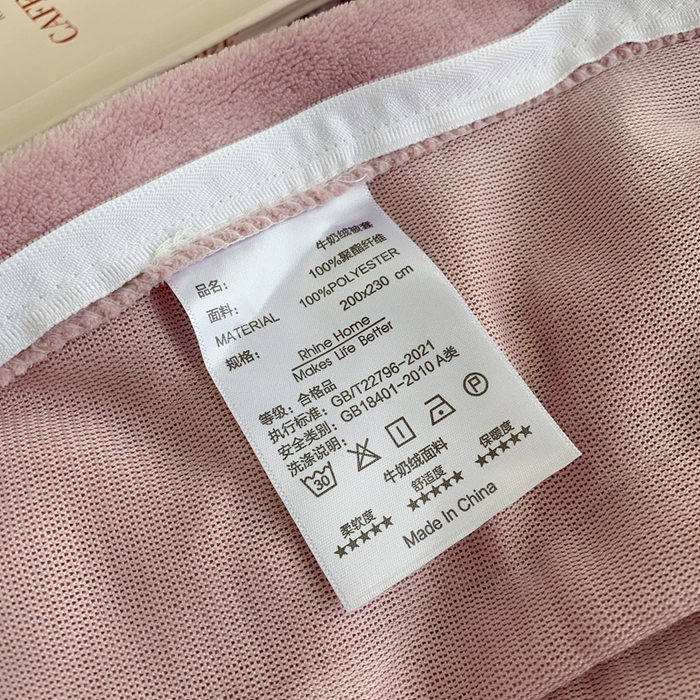 CAFE
品名:
牛奶绒被套
面料:
100%聚酯纤维
MATERIAL
100%POLYESTER
规格:
200x230 cm
Rhine Home
Makes Life Better
等级: 合格品
执行标准: GB/T22796-2021
安全类别: GB18401-2010 A类
洗涤说明:
30
P
牛奶绒面料
柔软度 舒适度 保暖度
★★★★★ ★★★★★ ★★★★★
Made In China